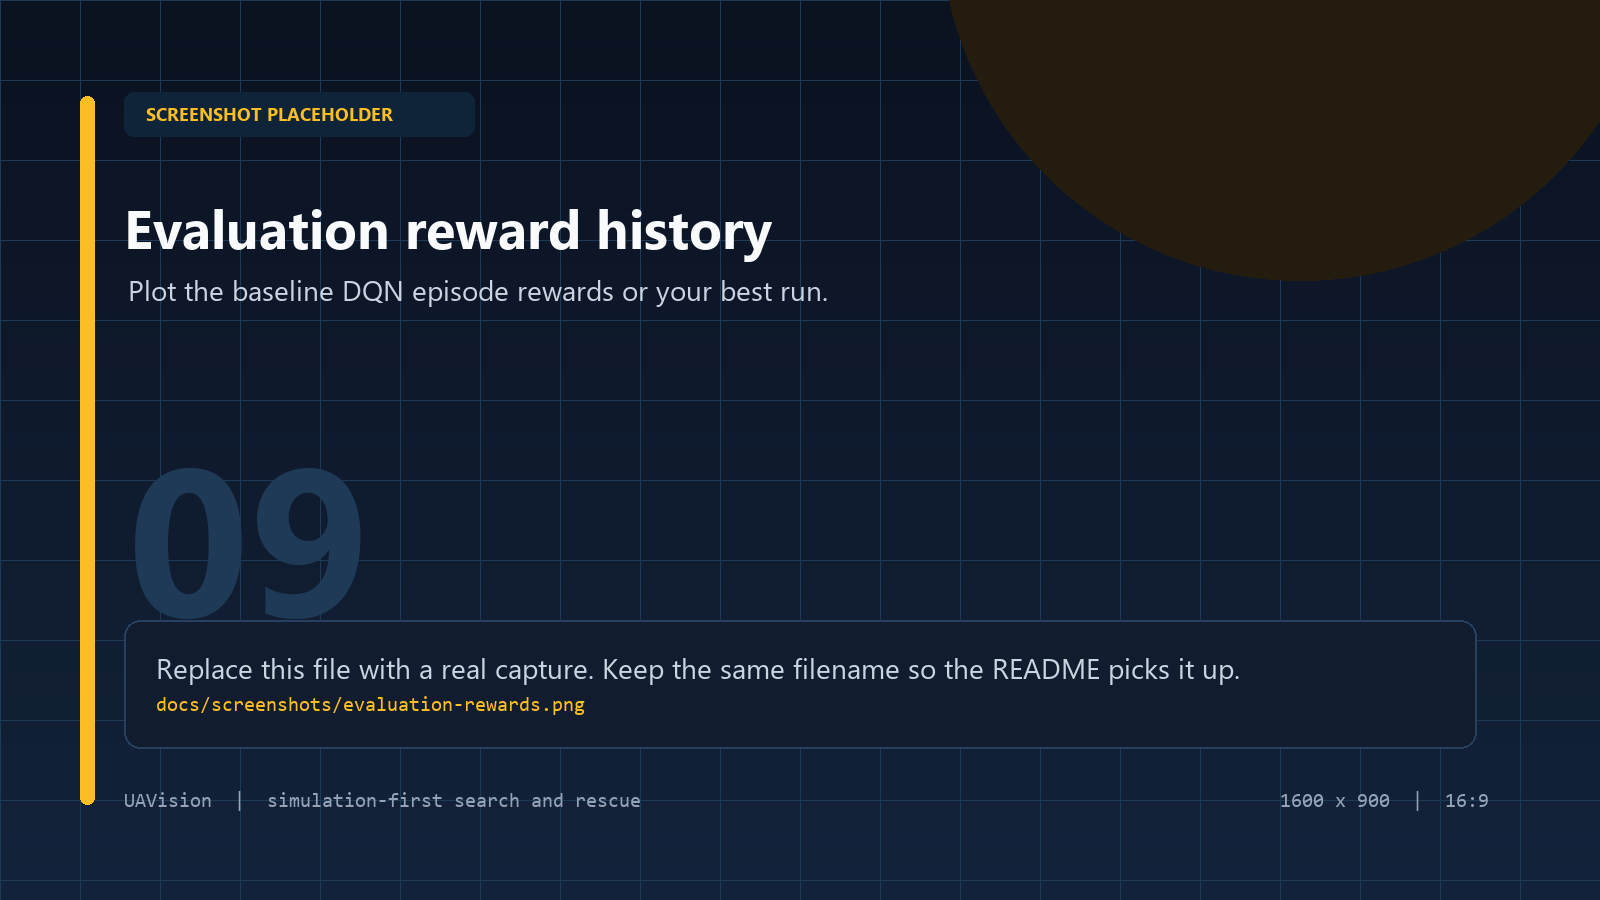 SCREENSHOT PLACEHOLDER
Evaluation reward history
Plot the baseline DQN episode rewards or your best run.
09
Replace this file with a real capture. Keep the same filename so the README picks it up.
docs/screenshots/evaluation-rewards.png
UAVision | simulation-first search and rescue
1600 x 900 | 16:9